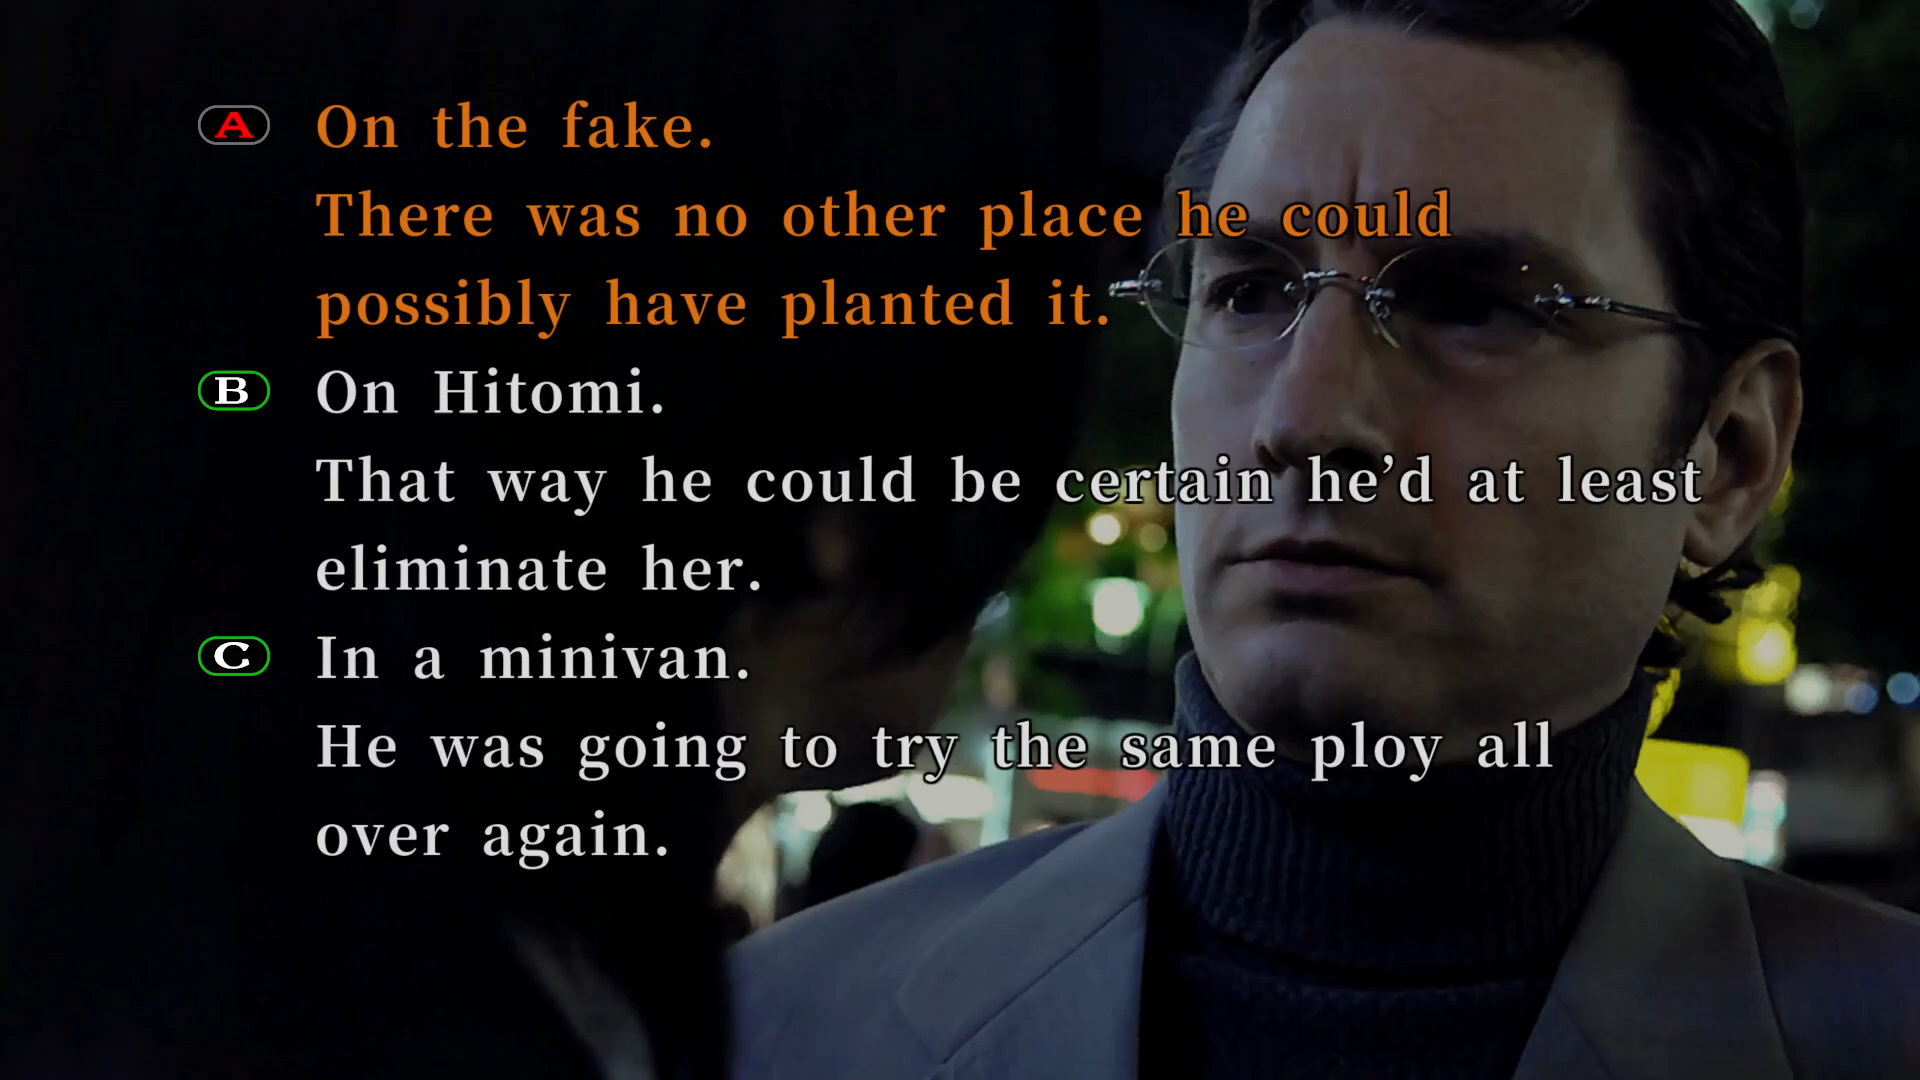 A On the fake.
There was no other place he could
possibly have planted it.
B On Hitomi.
That way he could be certain he’d at least
eliminate her.
C In a minivan.
He was going to try the same ploy all
over again.